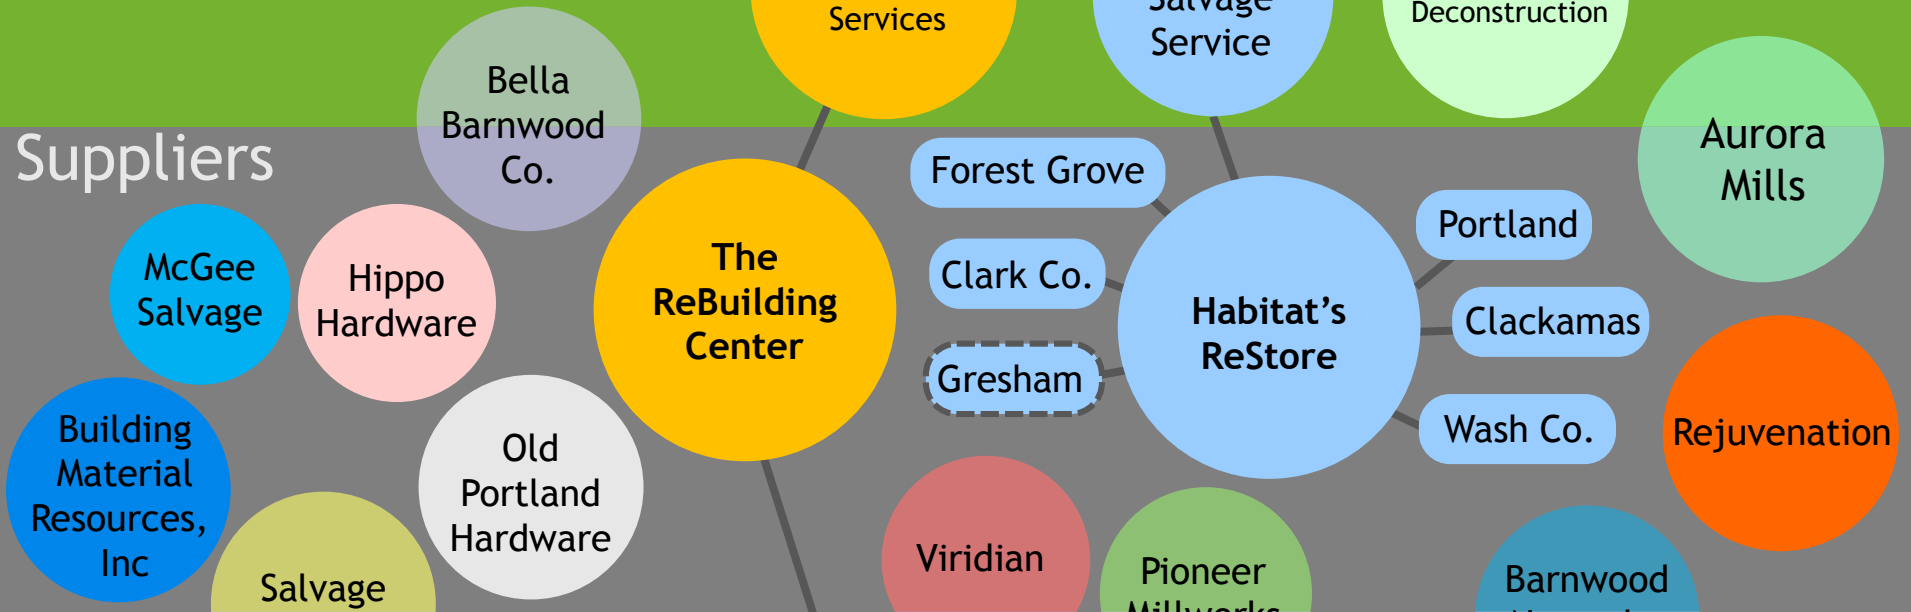 Services
Salvage
Service
Deconstruction
Bella
Barnwood
Co.
Suppliers
Aurora
Mills
Forest Grove
Portland
McGee
Salvage
Hippo
Hardware
The
ReBuilding
Center
Clark Co.
Habitat’s
ReStore
Clackamas
Gresham
Building
Material
Resources,
Inc
Old
Portland
Hardware
Wash Co.
Rejuvenation
Salvage
Viridian
Pioneer
Millworks
Barnwood